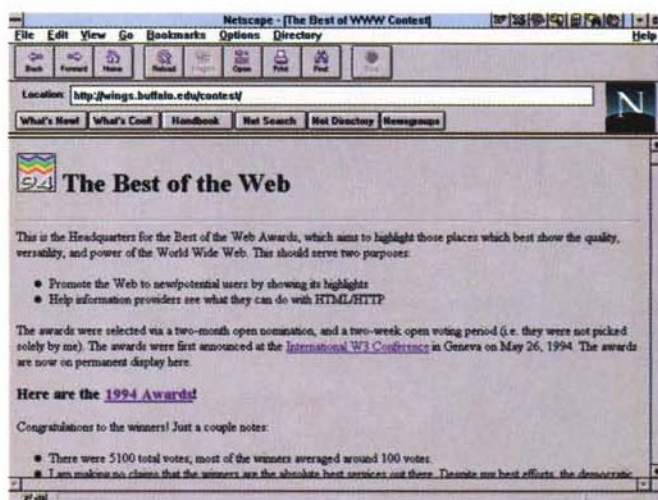 Netscape - [The Best of WWW Contest]
File Edit View Go Bookmarks Options Directory Help
Back Forward Home Reload Images Open Print Find Stop
Location: http://wings.buffalo.edu/contest/
N
What's New! What's Cool! Handbook Net Search Net Directory Newsgroups
94 The Best of the Web
This is the Headquarters for the Best of the Web Awards, which aims to highlight those places which best show the quality,
versatility, and power of the World Wide Web. This should serve two purposes:
● Promote the Web to new/potential users by showing its highlights
● Help information providers see what they can do with HTML/HTTP
The awards were selected via a two-month open nomination, and a two-week open voting period (i.e. they were not picked
solely by me). The awards were first announced at the International W3 Conference in Geneva on May 26, 1994. The awards
are now on permanent display here.
Here are the 1994 Awards!
Congratulations to the winners! Just a couple notes:
● There were 5100 total votes; most of the winners averaged around 100 votes.
● I am making no claims that the winners are the absolute best services out there. Despite my best efforts, the democratic